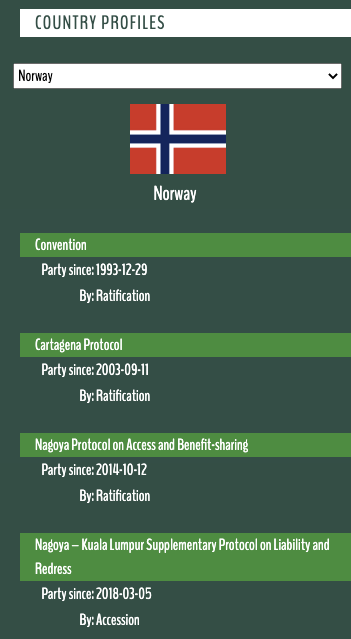 COUNTRY PROFILES
Norway
Norway
Convention
Party since: 1993-12-29
By: Ratification
Cartagena Protocol
Party since: 2003-09-11
By: Ratification
Nagoya Protocol on Access and Benefit-sharing
Party since: 2014-10-12
By: Ratification
Nagoya – Kuala Lumpur Supplementary Protocol on Liability and
Redress
Party since: 2018-03-05
By: Accession